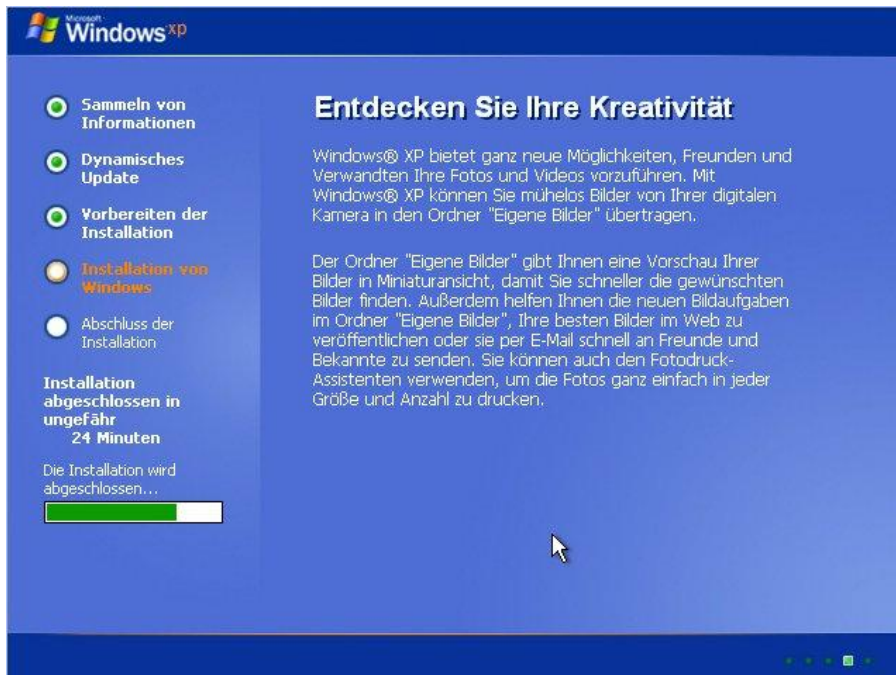 Microsoft
Windows xp
Sammeln von
Informationen
Dynamisches
Update
Vorbereiten der
Installation
Installation von
Windows
Abschluss der
Installation
Installation
abgeschlossen in
ungefähr
24 Minuten
Die Installation wird
abgeschlossen...
Entdecken Sie Ihre Kreativität
Windows® XP bietet ganz neue Möglichkeiten, Freunden und
Verwandten Ihre Fotos und Videos vorzuführen. Mit
Windows® XP können Sie mühelos Bilder von Ihrer digitalen
Kamera in den Ordner "Eigene Bilder" übertragen.
Der Ordner "Eigene Bilder" gibt Ihnen eine Vorschau Ihrer
Bilder in Miniaturansicht, damit Sie schneller die gewünschten
Bilder finden. Außerdem helfen Ihnen die neuen Bildaufgaben
im Ordner "Eigene Bilder", Ihre besten Bilder im Web zu
veröffentlichen oder sie per E-Mail schnell an Freunde und
Bekannte zu senden. Sie können auch den Fotodruck-
Assistenten verwenden, um die Fotos ganz einfach in jeder
Größe und Anzahl zu drucken.